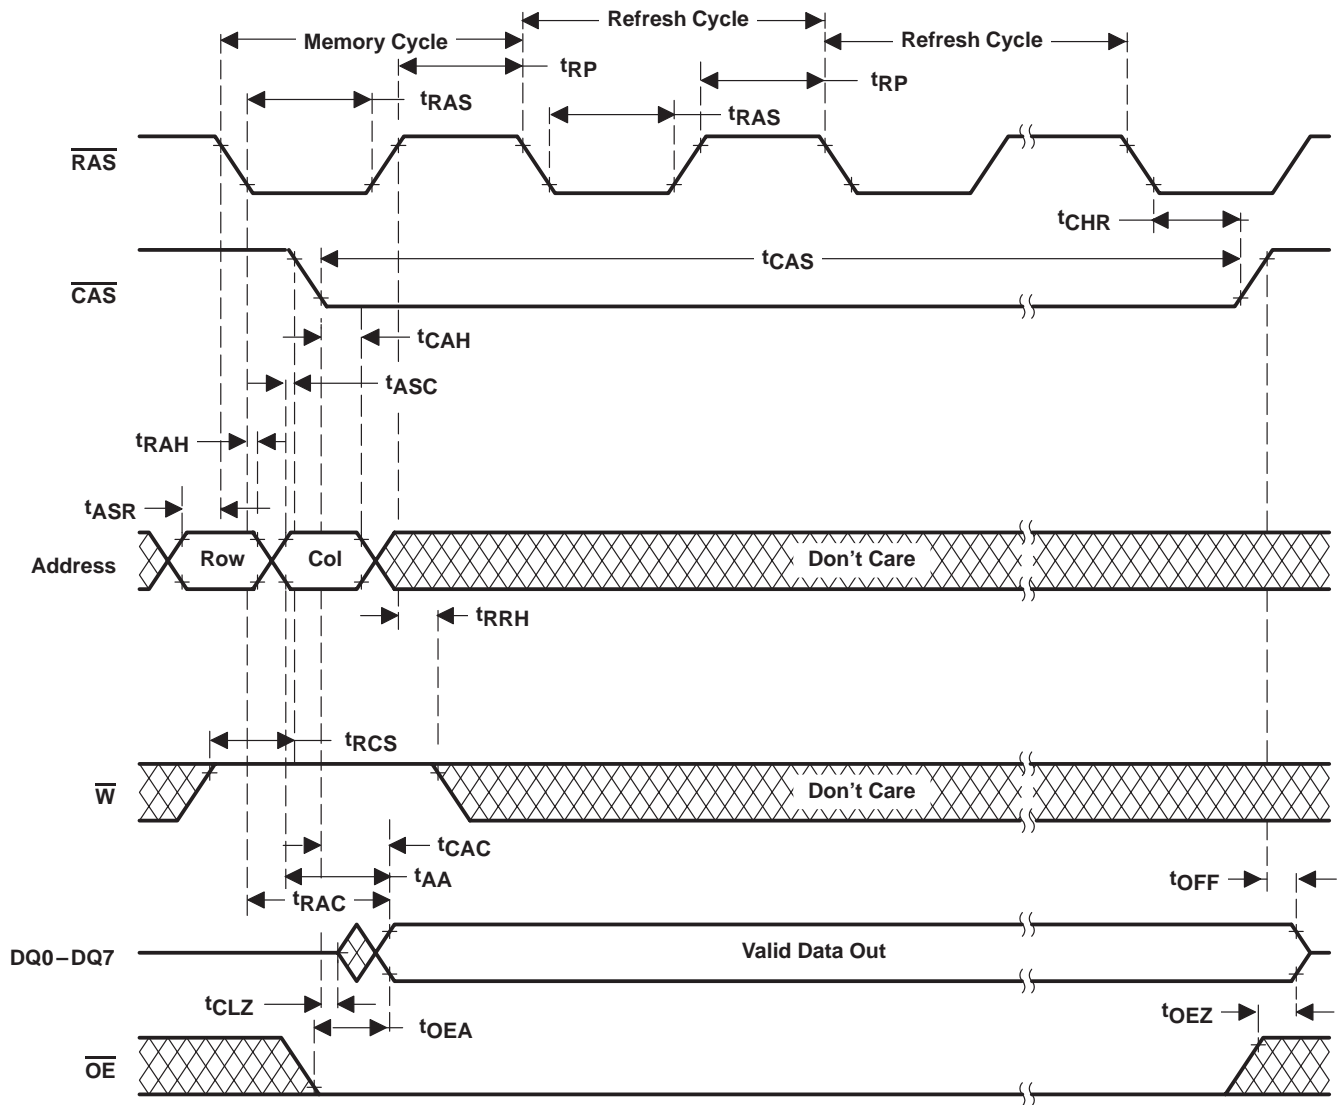 Refresh Cycle
Memory Cycle
Refresh Cycle
tRP
tRP
tRAS
tRAS
RAS
tCHR
tCAS
CAS
tCAH
tASC
tRAH
tASR
Address
Row
Col
Don't Care
tRRH
tRCS
W
Don't Care
tCAC
tAA
tOFF
tRAC
DQ0–DQ7
Valid Data Out
tCLZ
tOEA
tOEZ
OE